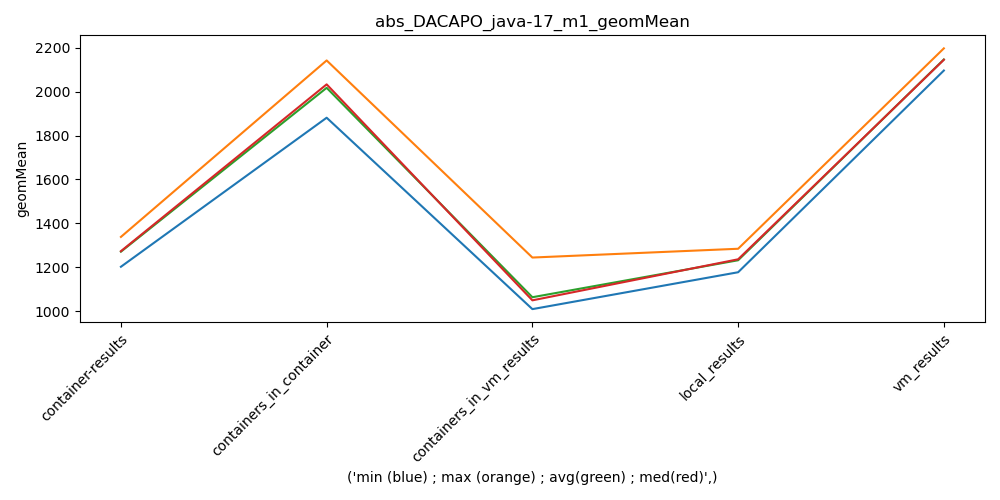 abs_DACAPO_java-17_m1_geomMean
geomMean
2200
2000
1800
1600
1400
1200
1000
container-results
containers_in_container
containers_in_vm_results
local_results
vm_results
('min (blue) ; max (orange) ; avg(green) ; med(red)',)